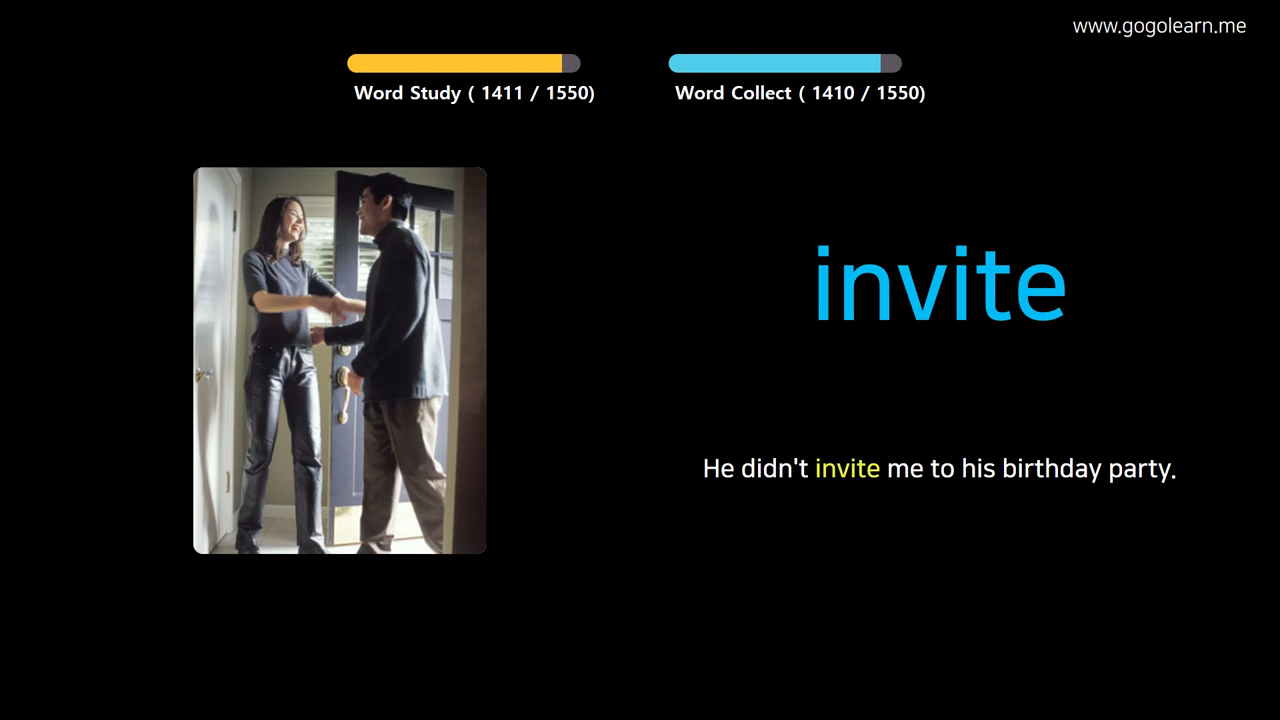 www.gogolearn.me
Word Study ( 1411 / 1550)
Word Collect ( 1410 / 1550)
invite
He didn't invite me to his birthday party.